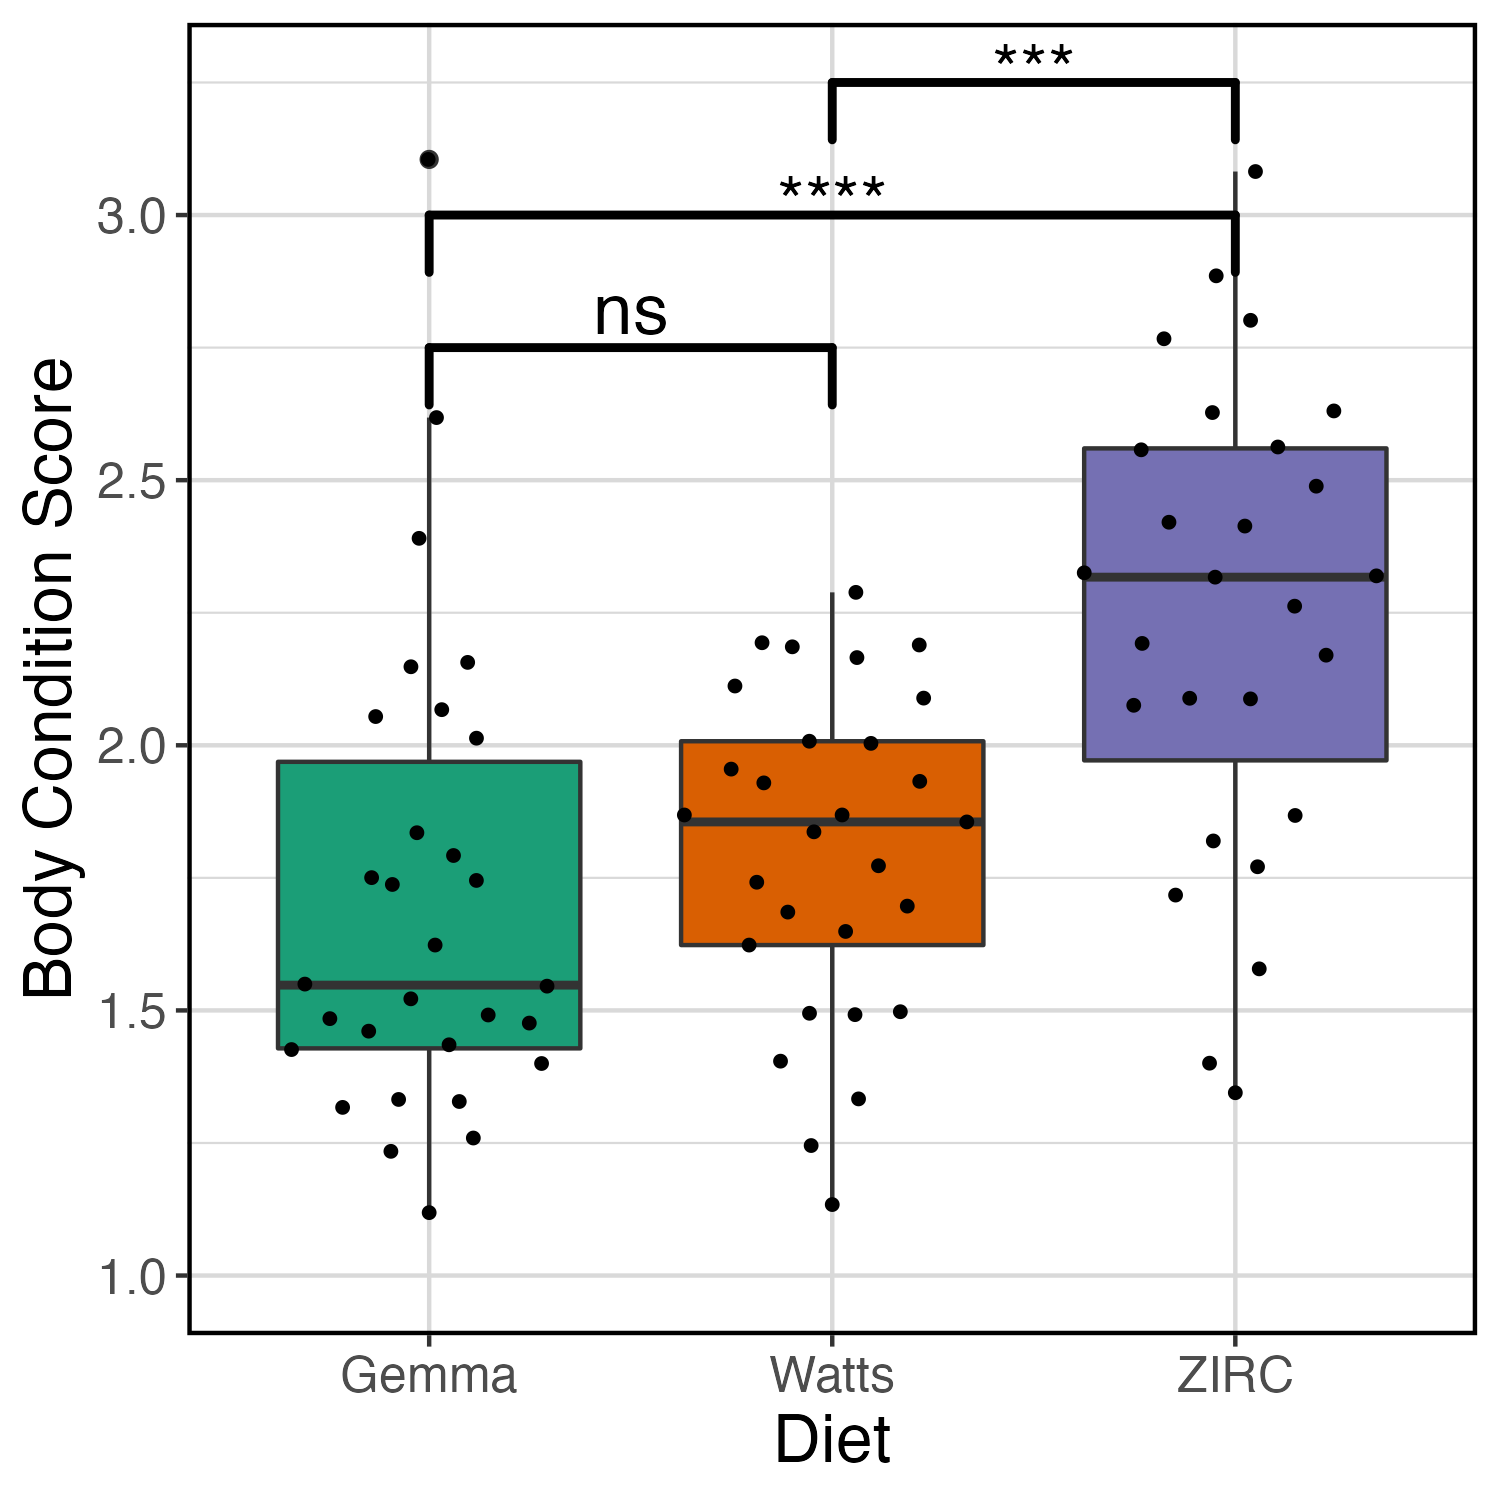 ***
****
ns
Body Condition Score
3.0
2.5
2.0
1.5
1.0
Gemma Watts ZIRC
Diet